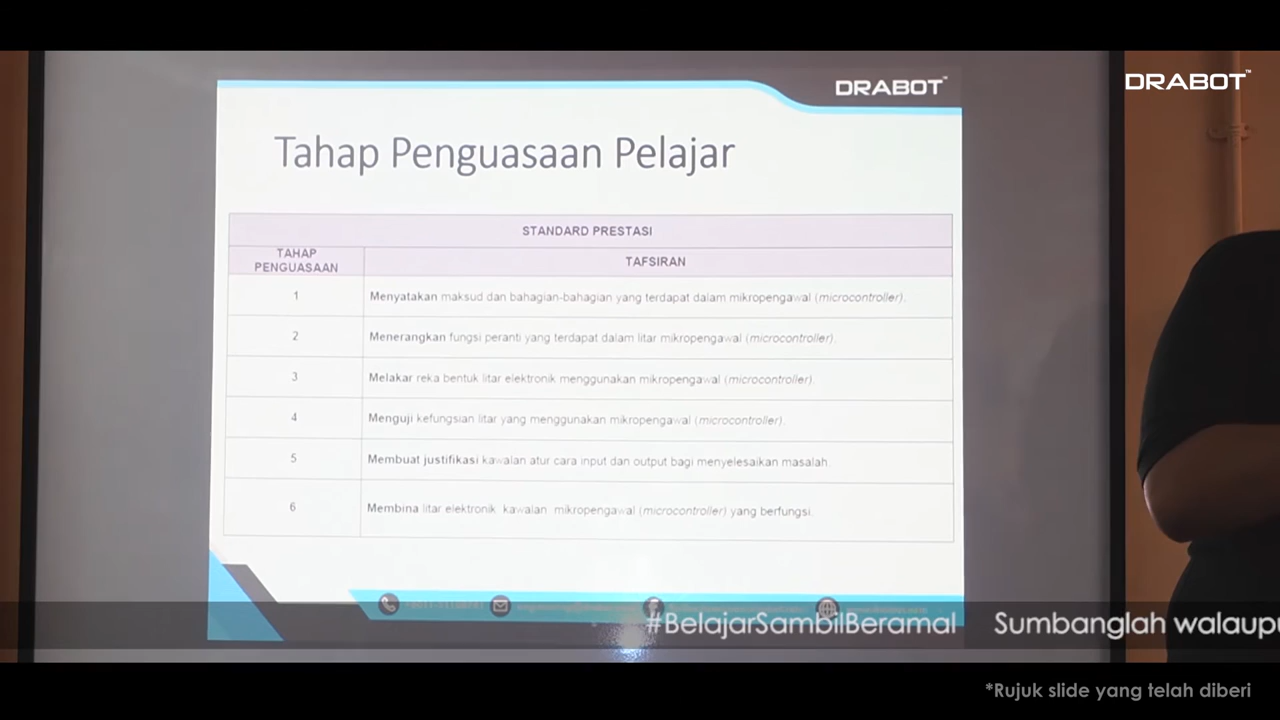 DRABOT™
DRABOT™
Tahap Penguasaan Pelajar
STANDARD PRESTASI
TAHAP PENGUASAAN
TAFSIRAN
1
Menyatakan maksud dan bahagian-bahagian yang terdapat dalam mikropengawal (microcontroller).
2
Menerangkan fungsi peranti yang terdapat dalam litar mikropengawal (microcontroller).
3
Melakar reka bentuk litar elektronik menggunakan mikropengawal (microcontroller).
4
Menguji kefungsian litar yang menggunakan mikropengawal (microcontroller).
5
Membuat justifikasi kawalan atur cara input dan output bagi menyelesaikan masalah.
6
Membina litar elektronik kawalan mikropengawal (microcontroller) yang berfungsi.
#BelajarSambilBeramal Sumbanglah
*Rujuk slide yang telah diberi